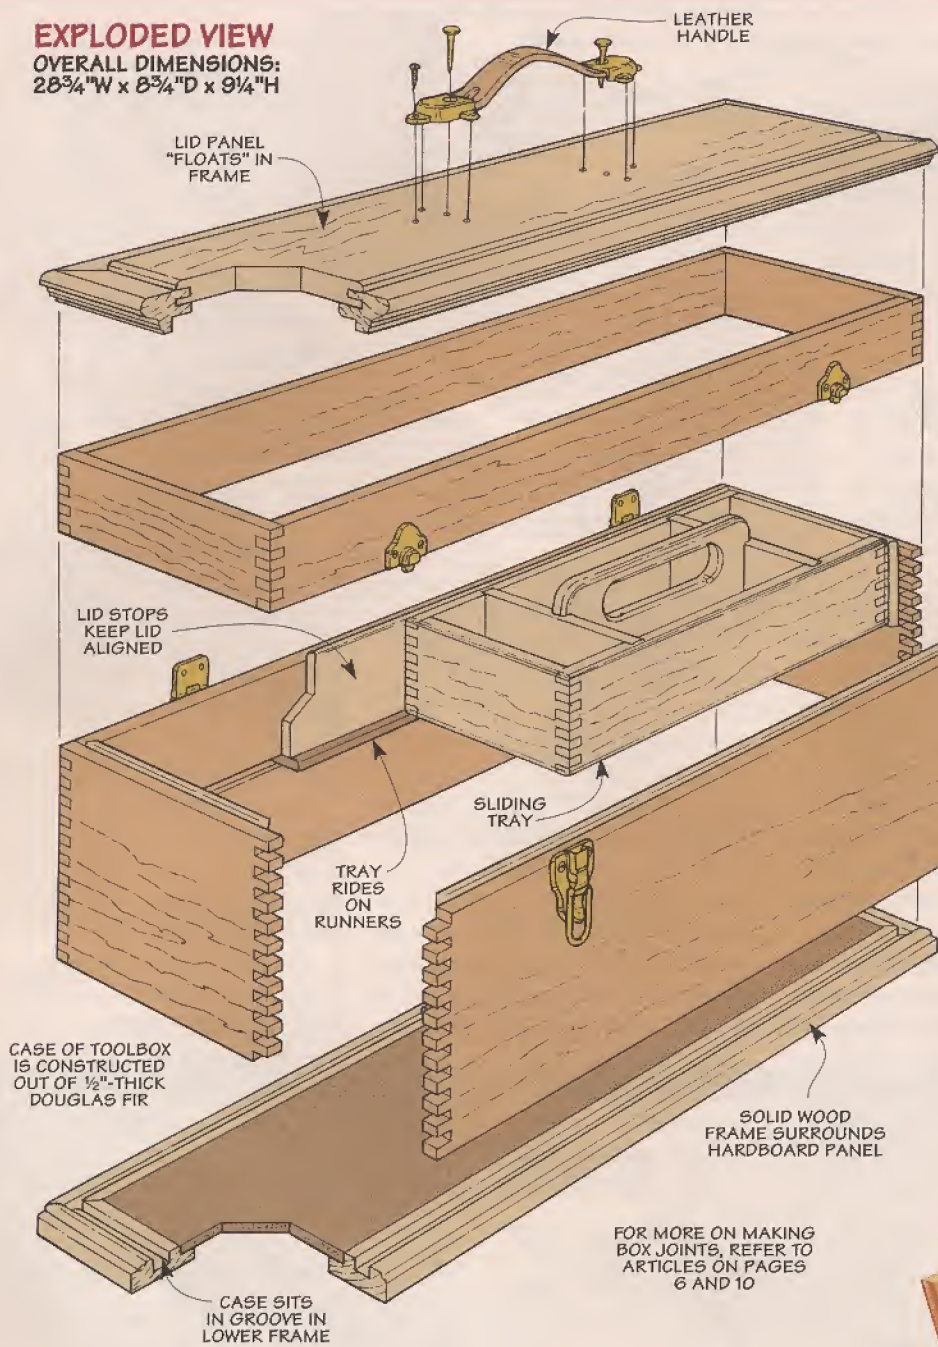 EXPLODED VIEW
OVERALL DIMENSIONS:
28¾"W x 8¾"D x 9¼"H
LEATHER
HANDLE
LID PANEL
"FLOATS" IN
FRAME
LID STOPS
KEEP LID
ALIGNED
SLIDING
TRAY
TRAY
RIDES
ON
RUNNERS
CASE OF TOOLBOX
IS CONSTRUCTED
OUT OF ½"-THICK
DOUGLAS FIR
SOLID WOOD
FRAME SURROUNDS
HARDBOARD PANEL
FOR MORE ON MAKING
BOX JOINTS, REFER TO
ARTICLES ON PAGES
6 AND 10
CASE SITS
IN GROOVE IN
LOWER FRAME